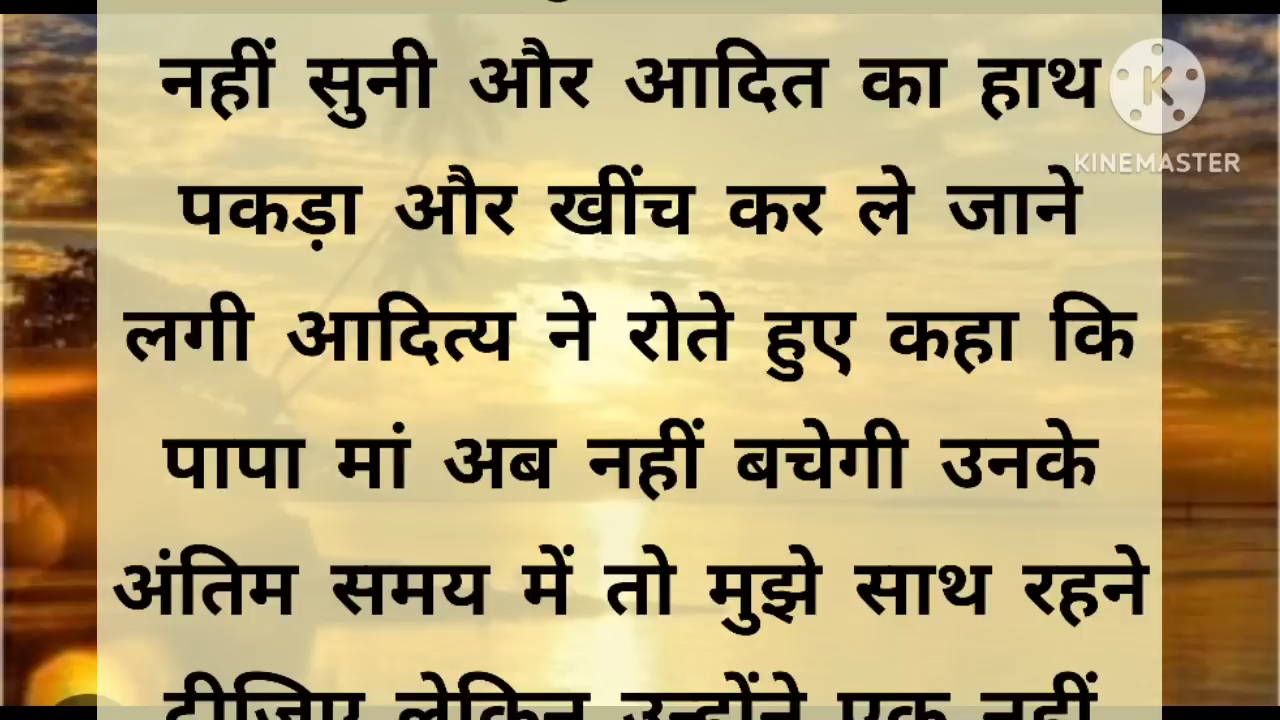 नहीं सुनी और आदित का हाथ
पकड़ा और खींच कर ले जाने
लगी आदित्य ने रोते हुए कहा कि
पापा मां अब नहीं बचेगी उनके
अंतिम समय में तो मुझे साथ रहने
दीजिए लेकिन उन्होंने एक नहीं
K
KINEMASTER